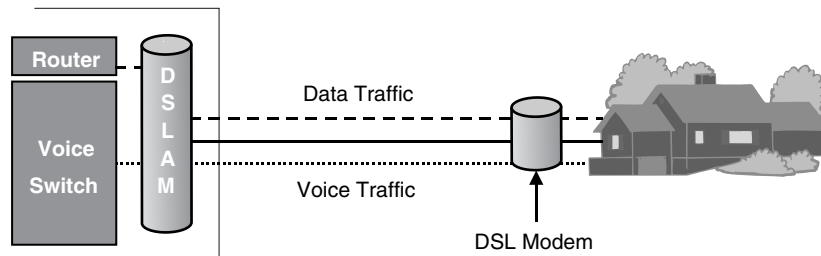 Router
Voice
Switch
D
S
L
A
M
Data Traffic
Voice Traffic
DSL Modem